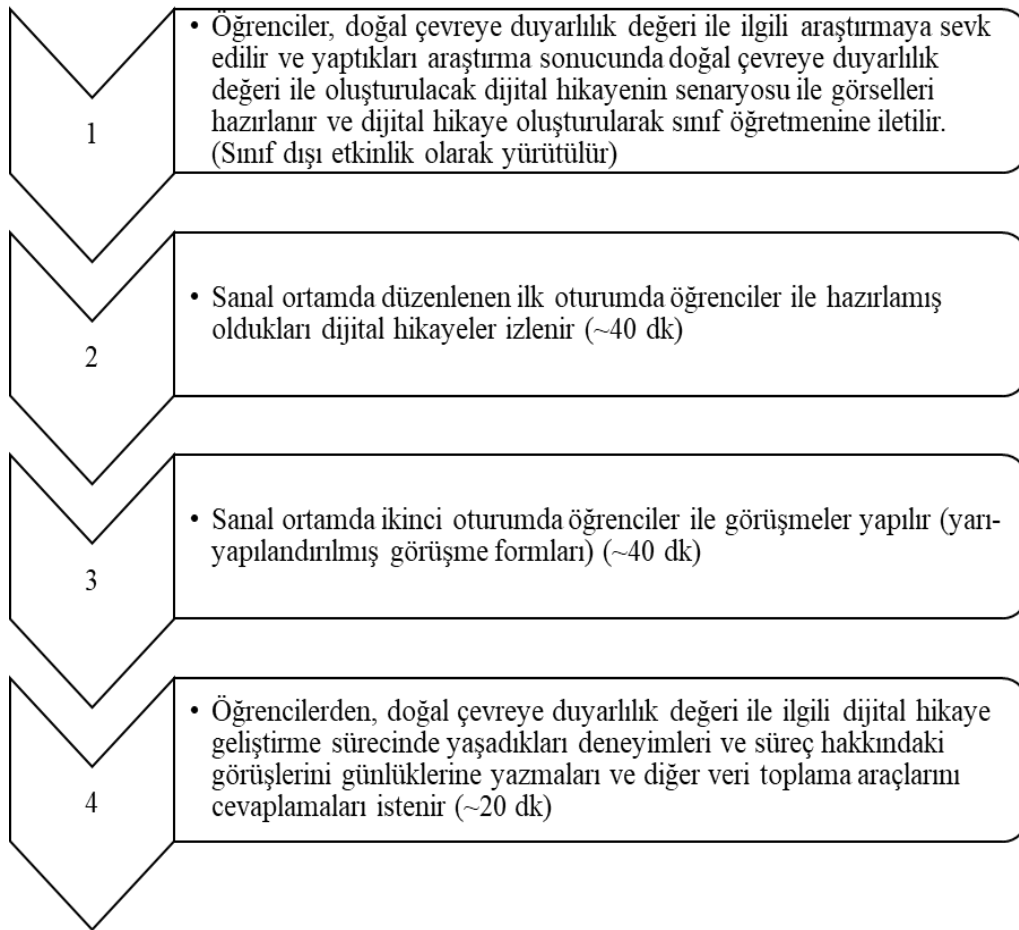 1
• Öğrenciler, doğal çevreye duyarlılık değeri ile ilgili araştırmaya sevk
edilir ve yaptıkları araştırma sonucunda doğal çevreye duyarlılık
değeri ile oluşturulacak dijital hikayenin senaryosu ile görselleri
hazırlanır ve dijital hikaye oluşturularak sınıf öğretmenine iletilir.
(Sınıf dışı etkinlik olarak yürütülür)
2
• Sanal ortamda düzenlenen ilk oturumda öğrenciler ile hazırlamış
oldukları dijital hikayeler izlenir (~40 dk)
3
• Sanal ortamda ikinci oturumda öğrenciler ile görüşmeler yapılır (yarı-
yapılandırılmış görüşme formları) (~40 dk)
4
• Öğrencilerden, doğal çevreye duyarlılık değeri ile ilgili dijital hikaye
geliştirme sürecinde yaşadıkları deneyimleri ve süreç hakkındaki
görüşlerini günlüklerine yazmaları ve diğer veri toplama araçlarını
cevaplamaları istenir (~20 dk)